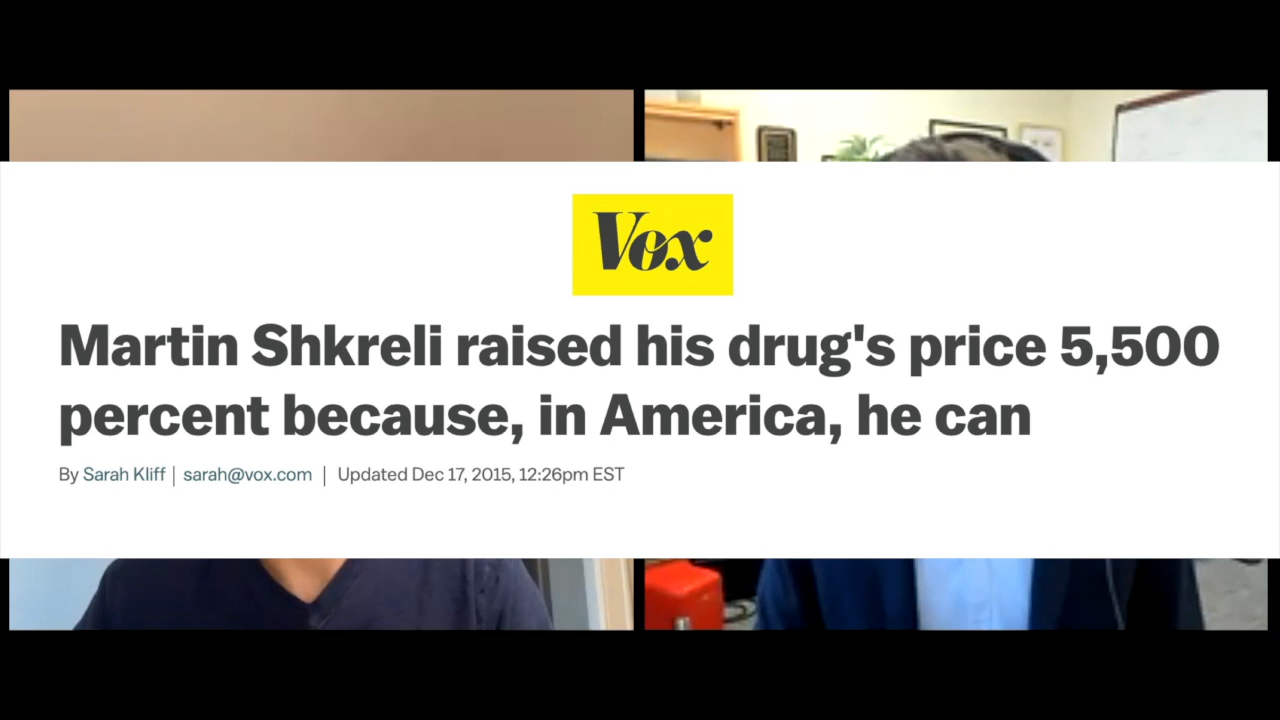 Vox
Martin Shkreli raised his drug's price 5,500
percent because, in America, he can
By Sarah Kliff | sarah@vox.com | Updated Dec 17, 2015, 12:26pm EST